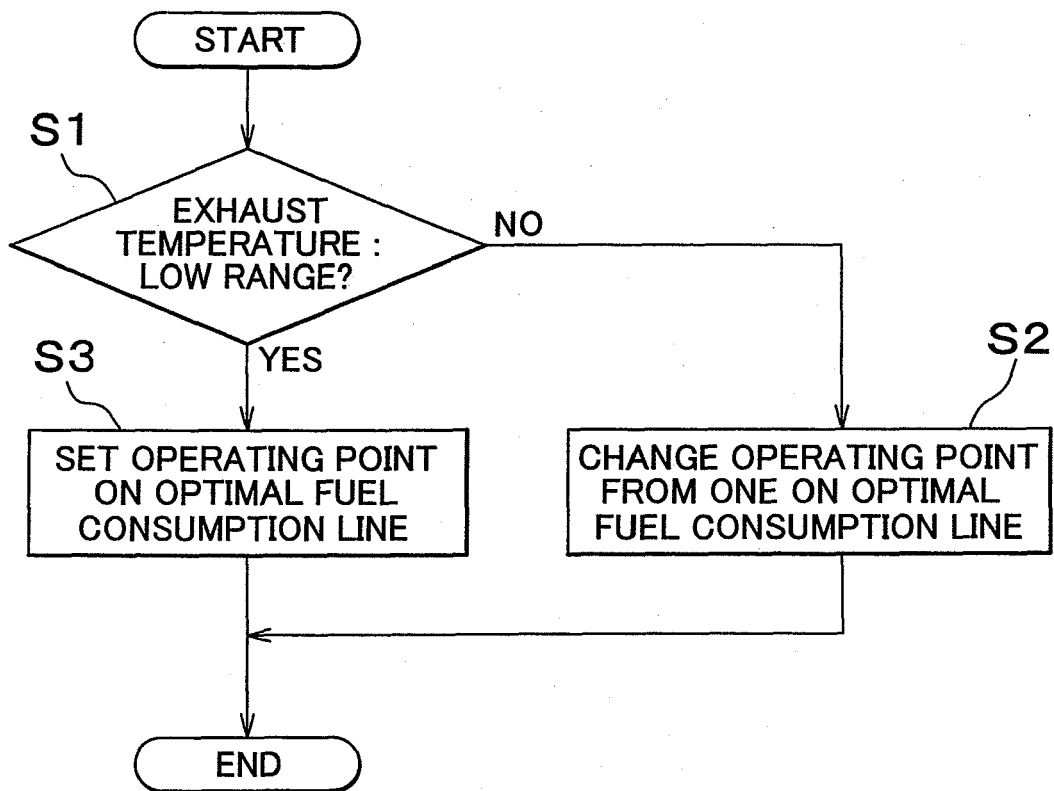 START
S1
EXHAUST
TEMPERATURE :
LOW RANGE?
NO
YES
S3
SET OPERATING POINT
ON OPTIMAL FUEL
CONSUMPTION LINE
S2
CHANGE OPERATING POINT
FROM ONE ON OPTIMAL
FUEL CONSUMPTION LINE
END